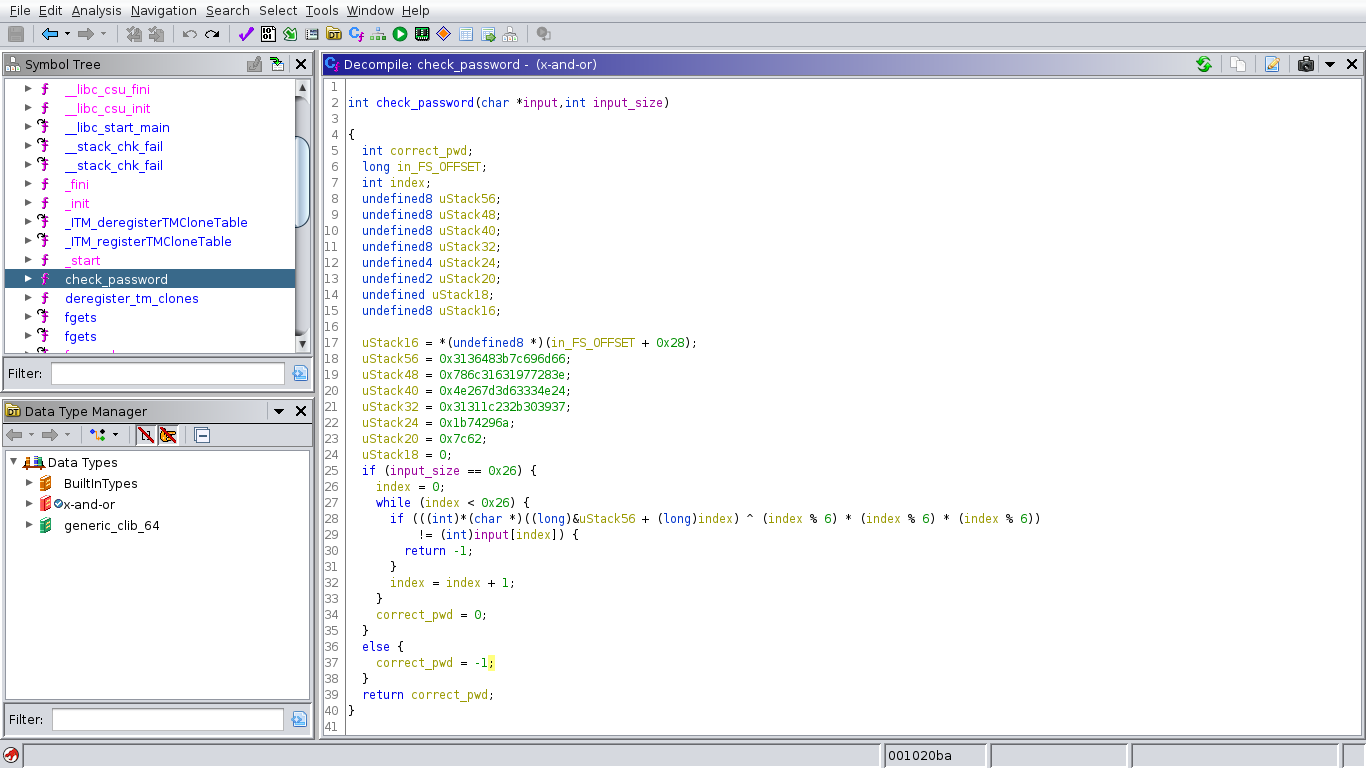 File Edit Analysis Navigation Search Select Tools Window Help
Symbol Tree
__libc_csu_fini
__libc_csu_init
__libc_start_main
__stack_chk_fail
__stack_chk_fail
_fini
_init
_ITM_deregisterTMCloneTable
_ITM_registerTMCloneTable
_start
check_password
deregister_tm_clones
fgets
fgets
Filter:
Data Type Manager
Data Types
BuiltInTypes
x-and-or
generic_clib_64
Filter:
Decompile: check_password - (x-and-or)
1
2 int check_password(char *input,int input_size)
3
4 {
5 int correct_pwd;
6 long in_FS_OFFSET;
7 int index;
8 undefined8 uStack56;
9 undefined8 uStack48;
10 undefined8 uStack40;
11 undefined8 uStack32;
12 undefined4 uStack24;
13 undefined2 uStack20;
14 undefined uStack18;
15 undefined8 uStack16;
16
17 uStack16 = *(undefined8 *)(in_FS_OFFSET + 0x28);
18 uStack56 = 0x3136483b7c696d66;
19 uStack48 = 0x786c31631977283e;
20 uStack40 = 0x4e267d3d63334e24;
21 uStack32 = 0x31311c232b303937;
22 uStack24 = 0x1b74296a;
23 uStack20 = 0x7c62;
24 uStack18 = 0;
25 if (input_size == 0x26) {
26 index = 0;
27 while (index < 0x26) {
28 if (((int)*(char *)((long)&uStack56 + (long)index) ^ (index % 6) * (index % 6) * (index % 6))
29 != (int)input[index]) {
30 return -1;
31 }
32 index = index + 1;
33 }
34 correct_pwd = 0;
35 }
36 else {
37 correct_pwd = -1;
38 }
39 return correct_pwd;
40 }
41
001020ba